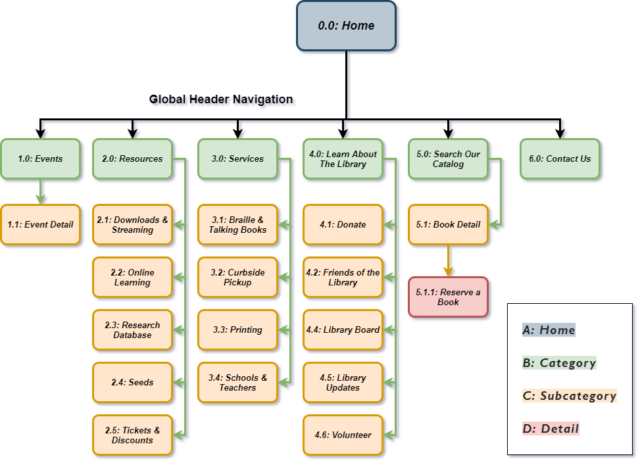 0.0: Home
Global Header Navigation
1.0: Events
2.0: Resources
3.0: Services
4.0: Learn About
The Library
5.0: Search Our
Catalog
6.0: Contact Us
1.1: Event Detail
2.1: Downloads &
Streaming
3.1: Braille &
Talking Books
4.1: Donate
5.1: Book Detail
2.2: Online
Learning
3.2: Curbside
Pickup
4.2: Friends of the
Library
5.1.1: Reserve a
Book
2.3: Research
Database
3.3: Printing
4.4: Library Board
2.4: Seeds
3.4: Schools &
Teachers
4.5: Library
Updates
2.5: Tickets &
Discounts
4.6: Volunteer
A: Home
B: Category
C: Subcategory
D: Detail